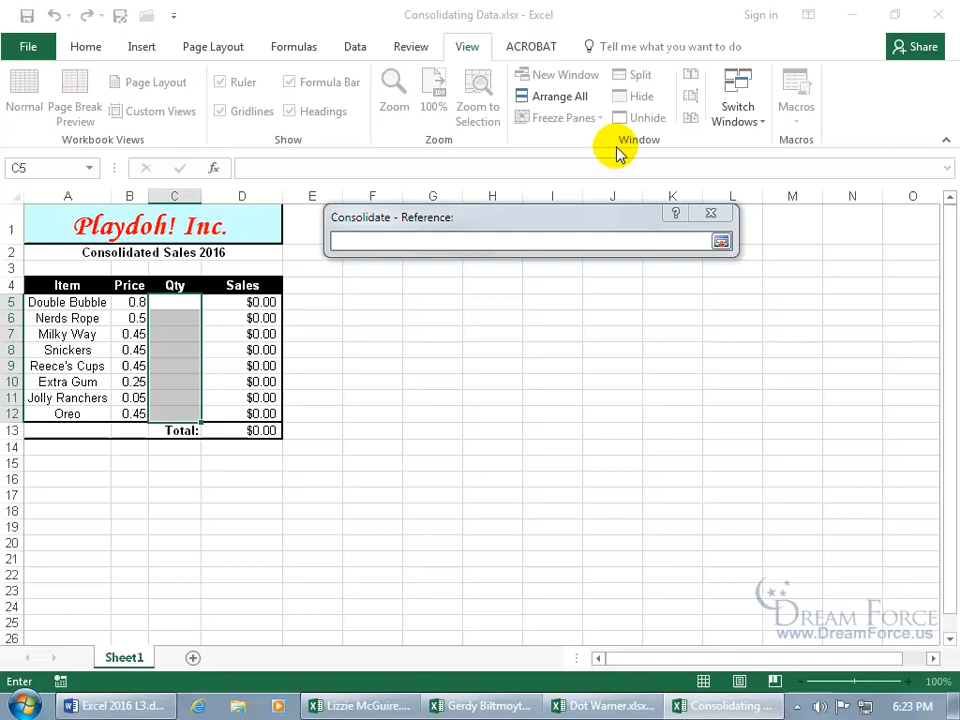 Consolidating Data.xlsx - Excel
Sign in
File Home Insert Page Layout Formulas Data Review View ACROBAT Tell me what you want to do Share
Normal
Page Break Preview
Page Layout
Custom Views
Workbook Views
Ruler
Formula Bar
Gridlines
Headings
Show
Zoom
100%
Zoom to Selection
Zoom
New Window
Arrange All
Freeze Panes
Split
Hide
Unhide
Switch Windows
Window
Macros
Macros
C5
fx
A B C D E F G H I J K L M N O
Consolidate - Reference:
?
1 Playdoh! Inc.
2 Consolidated Sales 2016
3
4 Item Price Qty Sales
5 Double Bubble 0.8 $0.00
6 Nerds Rope 0.5 $0.00
7 Milky Way 0.45 $0.00
8 Snickers 0.45 $0.00
9 Reece's Cups 0.45 $0.00
10 Extra Gum 0.25 $0.00
11 Jolly Ranchers 0.05 $0.00
12 Oreo 0.45 $0.00
13 Total: $0.00
14
15
16
17
18
19
20
21
22
23
24
25
26
DREAM FORCE
www.DreamForce.us
Sheet1
Enter
100%
Excel 2016 L3.d...
Lizzie McGuire....
Gerdy Biltmoyt...
Dot Warner.xlsx...
Consolidating ...
6:23 PM